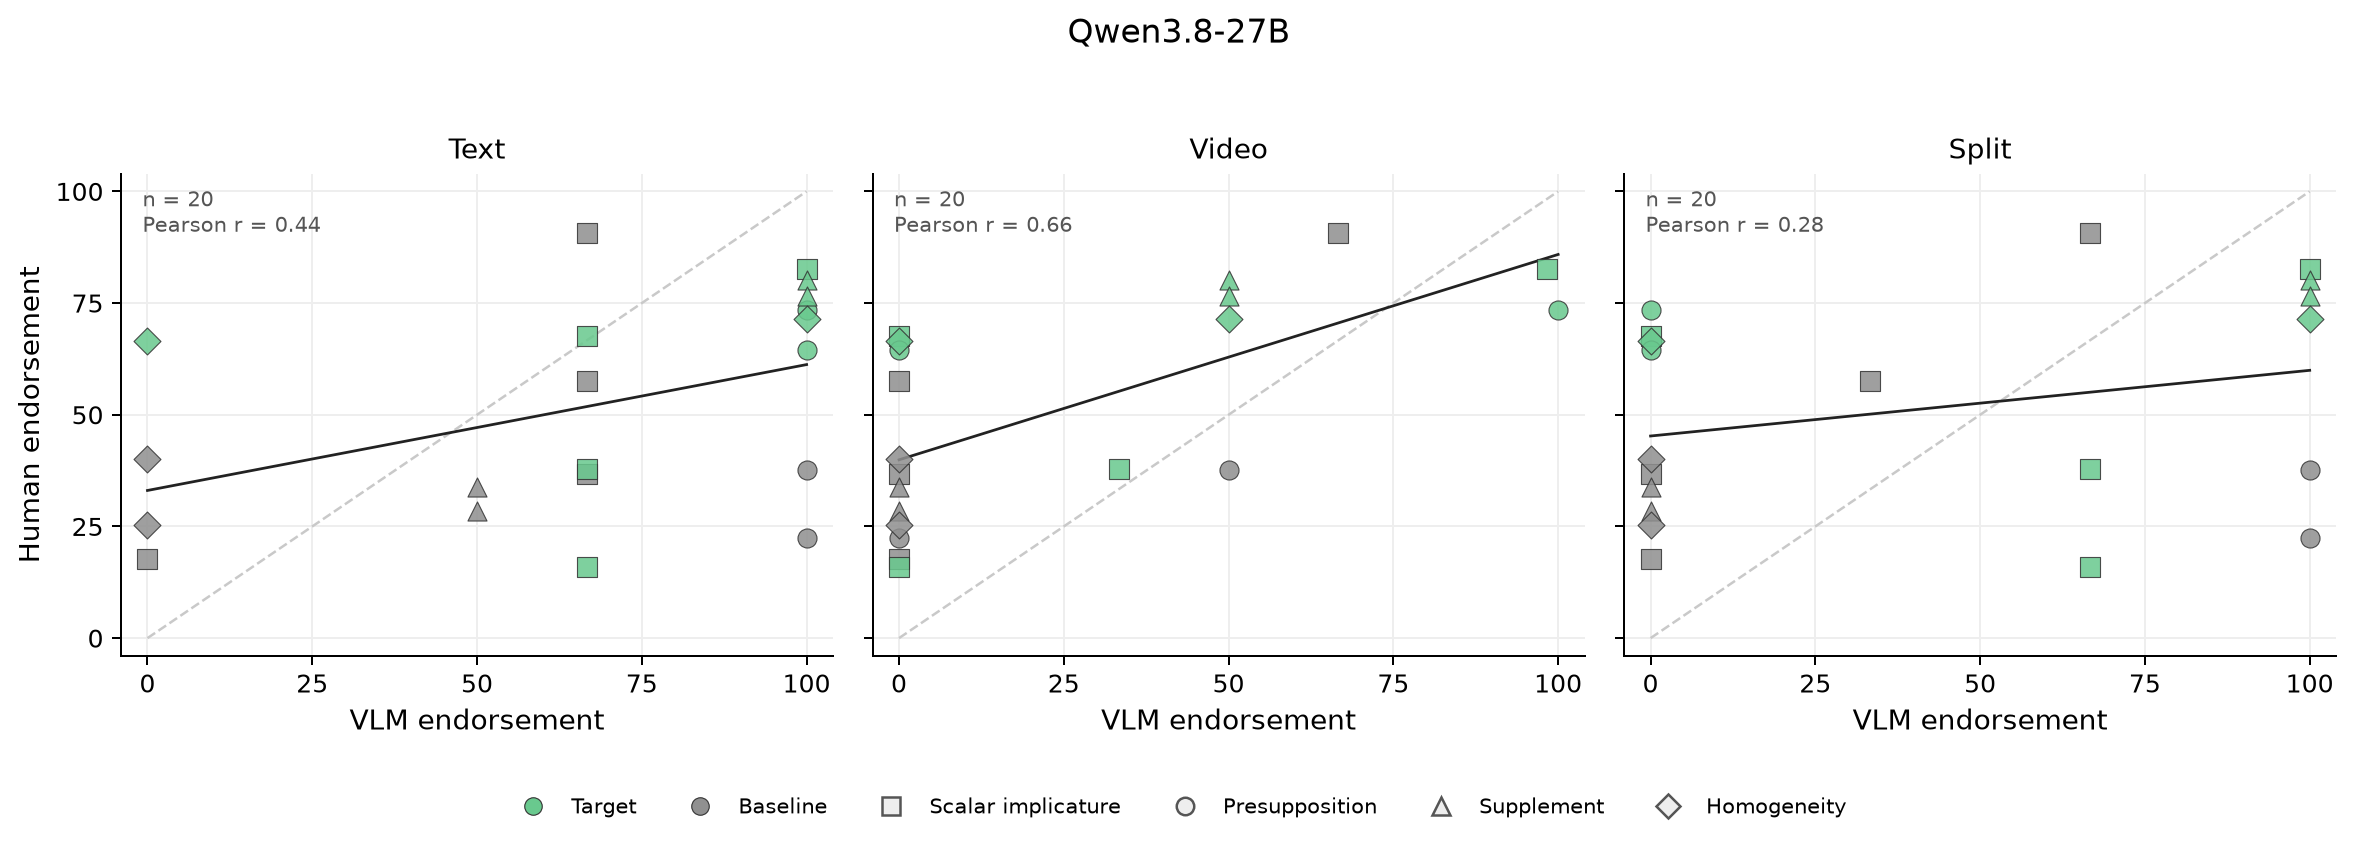 Qwen3.8-27B
Text
Video
Split
n = 20
Pearson r = 0.44
n = 20
Pearson r = 0.66
n = 20
Pearson r = 0.28
Human endorsement
100
75
50
25
0
0 25 50 75 100
0 25 50 75 100
0 25 50 75 100
VLM endorsement
VLM endorsement
VLM endorsement
Target Baseline Scalar implicature Presupposition Supplement Homogeneity